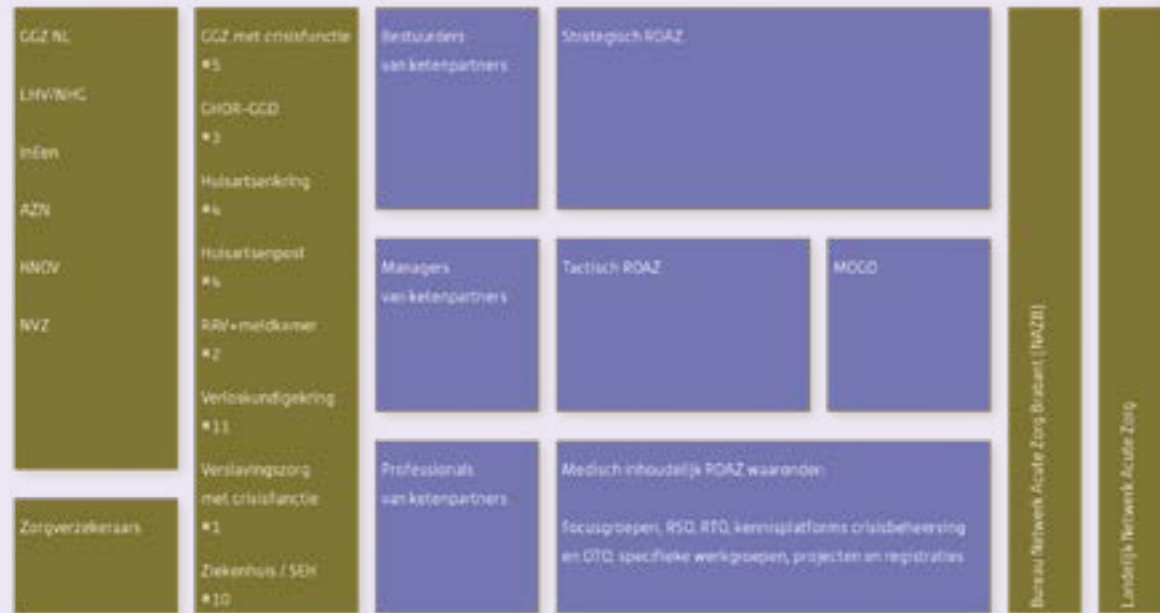 GGZ NL
LHV/NHG
InEen
AZN
KNOV
NVZ
Zorgverzekeraars
GGZ met crisisfunctie
*5
GHOR-GGD
*3
Huisartsenkring
*4
Huisartsenpost
*4
RAV+meldkamer
*2
Verloskundigekring
*11
Verslavingszorg
met crisisfunctie
*1
Ziekenhuis / SEH
*10
Bestuurders
van ketenpartners
Strategisch ROAZ
Managers
van ketenpartners
Tactisch ROAZ
MOGD
Professionals
van ketenpartners
Medisch inhoudelijk ROAZ waaronder
focusgroepen, RSO, RTO, kennisplatforms crisisbeheersing
en OTO, specifieke werkgroepen, projecten en registraties
Bureau Netwerk Acute Zorg Brabant (NAZB)
Landelijk Netwerk Acute Zorg